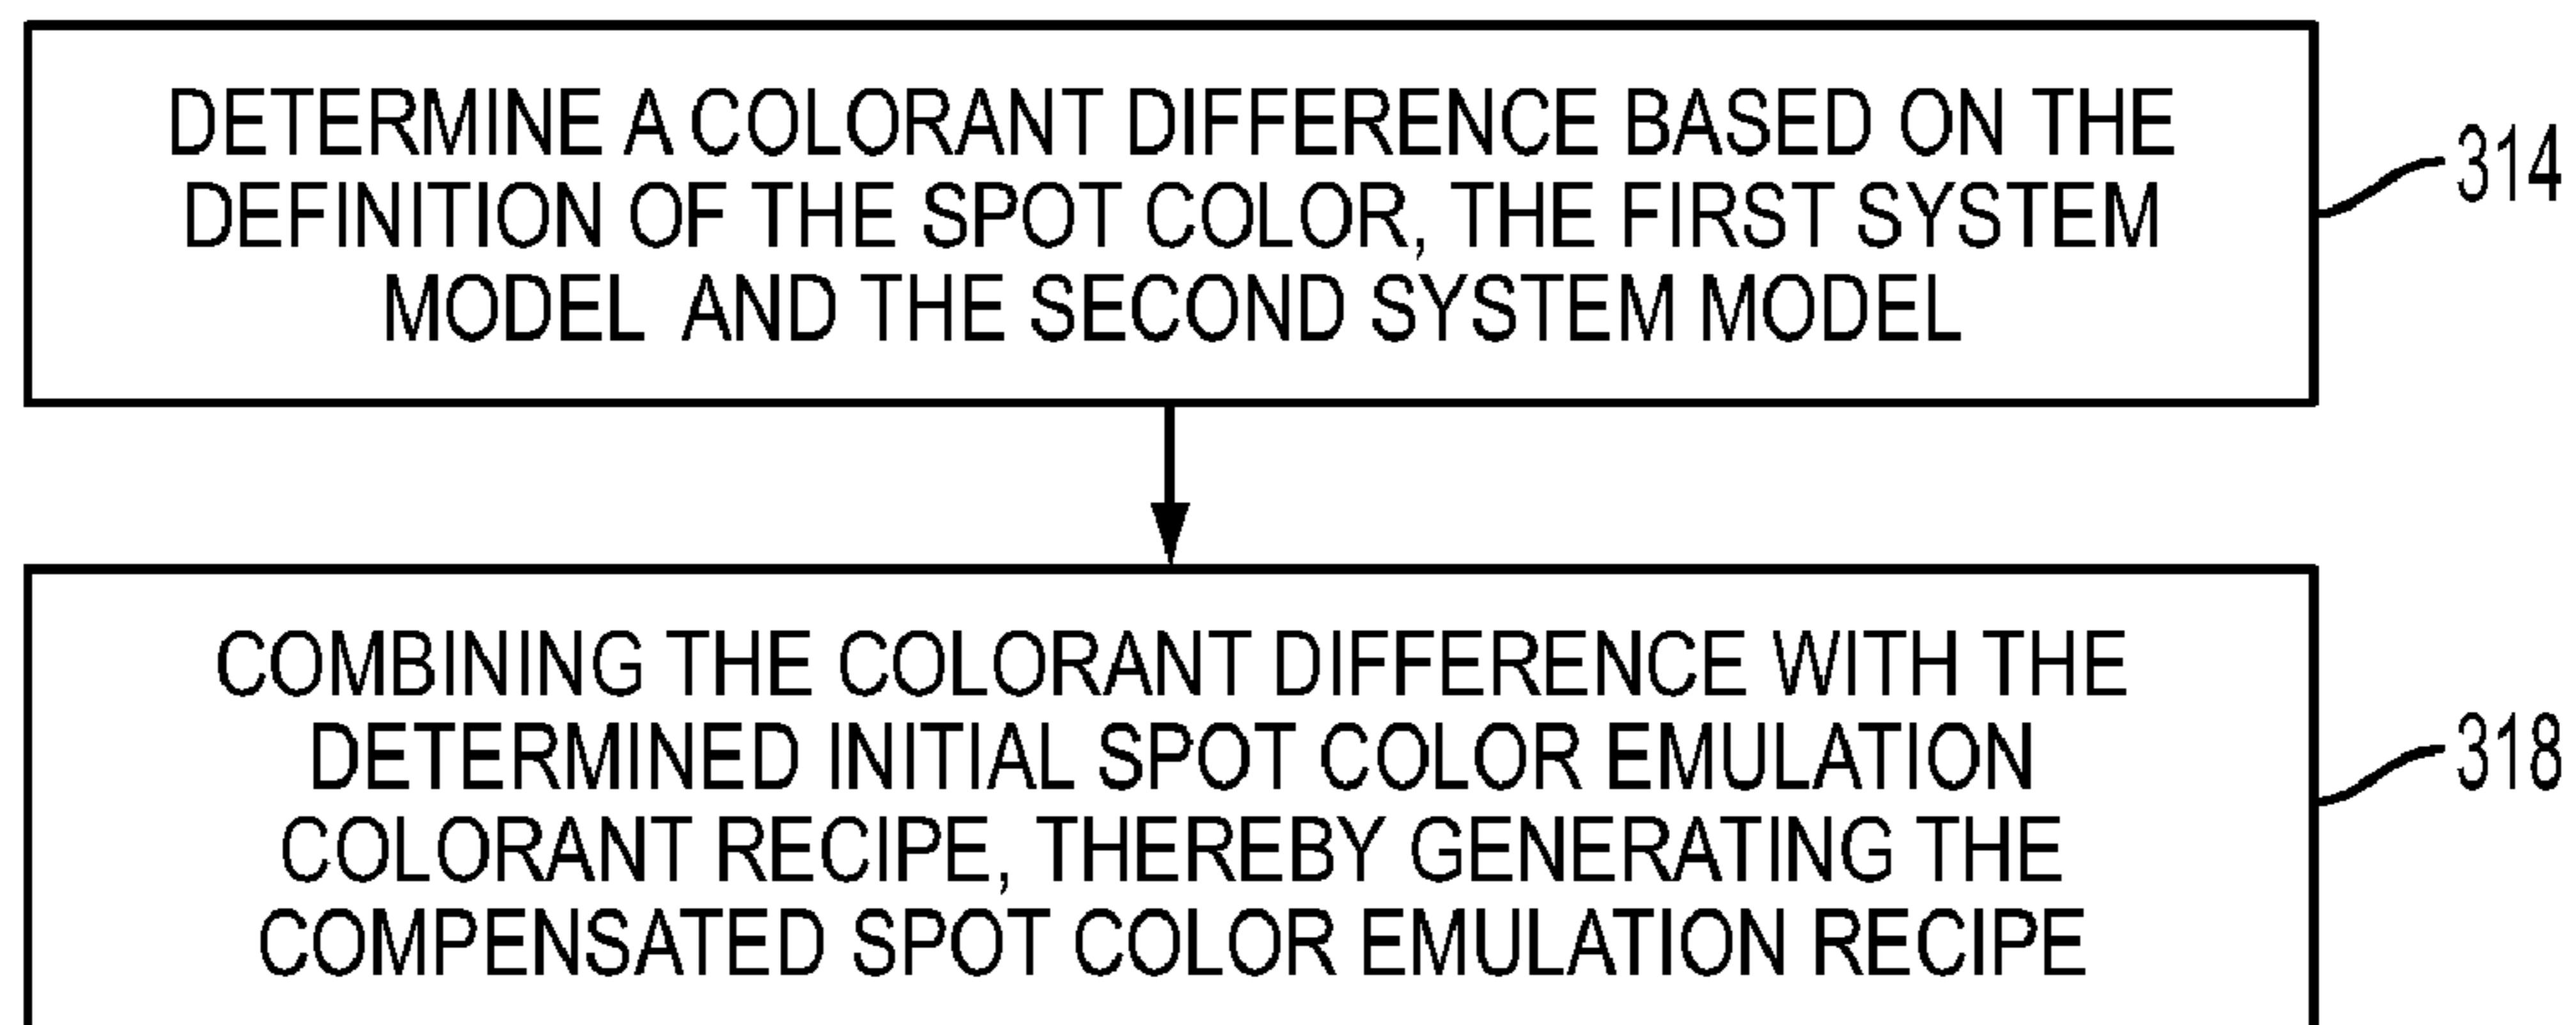 DETERMINE A COLORANT DIFFERENCE BASED ON THE
DEFINITION OF THE SPOT COLOR, THE FIRST SYSTEM
MODEL AND THE SECOND SYSTEM MODEL
314
COMBINING THE COLORANT DIFFERENCE WITH THE
DETERMINED INITIAL SPOT COLOR EMULATION
COLORANT RECIPE, THEREBY GENERATING THE
COMPENSATED SPOT COLOR EMULATION RECIPE
318